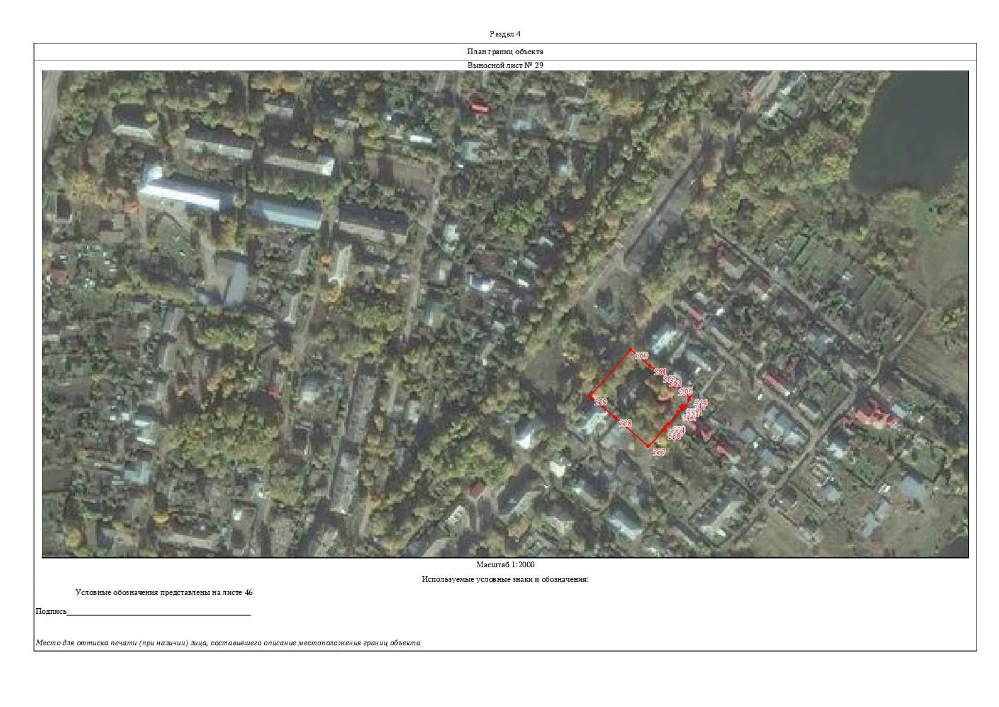 Раздел 4
План границ объекта
Выносной лист № 29
560
561
562
563
565
559
546
558
557
Масштаб 1:2000
Используемые условные знаки и обозначения:
Условные обозначения представлены на листе 46
Подпись
Место для оттиска печати (при наличии) лица, составившего описание местоположения границ объекта